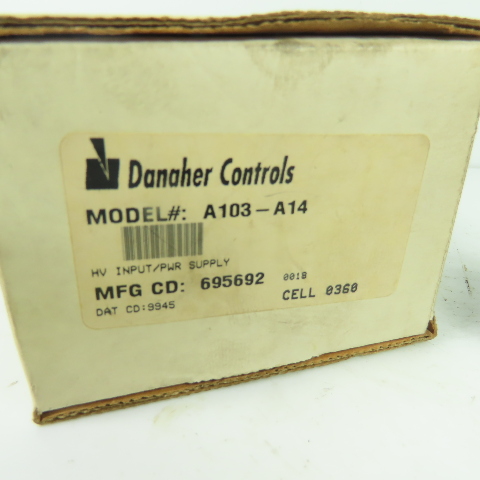 Danaher Controls
MODEL#: A103-A14
HV INPUT/PWR SUPPLY
MFG CD: 695692 0018
DAT CD:9945 CELL 0360